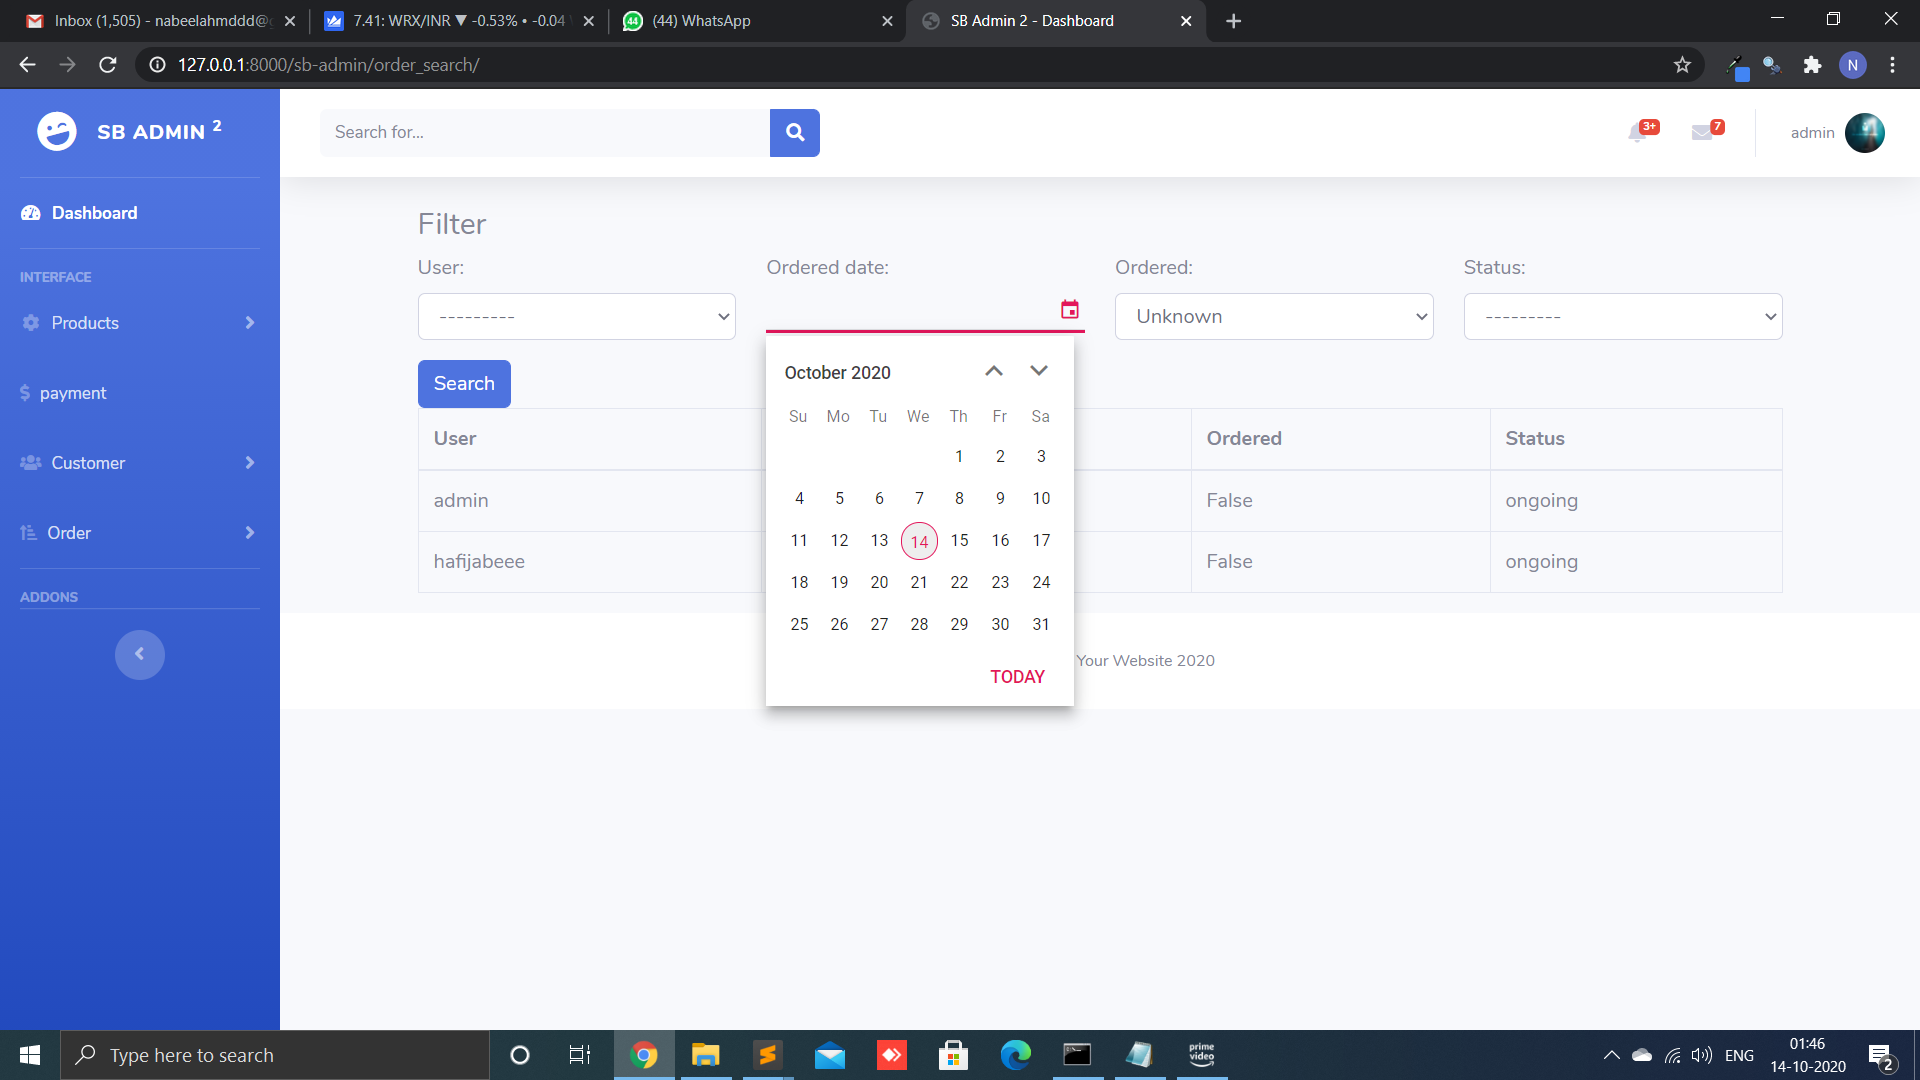 Inbox (1,505) - nabeelahmddd@g
7.41: WRX/INR ▼ -0.53% • -0.04
44
(44) WhatsApp
SB Admin 2 - Dashboard
127.0.0.1:8000/sb-admin/order_search/
N
SB ADMIN 2
Search for...
3+
7
admin
Dashboard
INTERFACE
Products
payment
Customer
Order
ADDONS
Filter
User:
Ordered date:
Ordered:
Status:
---------
Unknown
---------
Search
October 2020
Su Mo Tu We Th Fr Sa
1 2 3
4 5 6 7 8 9 10
11 12 13 14 15 16 17
18 19 20 21 22 23 24
25 26 27 28 29 30 31
TODAY
User Ordered Status
admin False ongoing
hafijabeee False ongoing
Your Website 2020
Type here to search
prime
video
ENG
01:46
14-10-2020
2